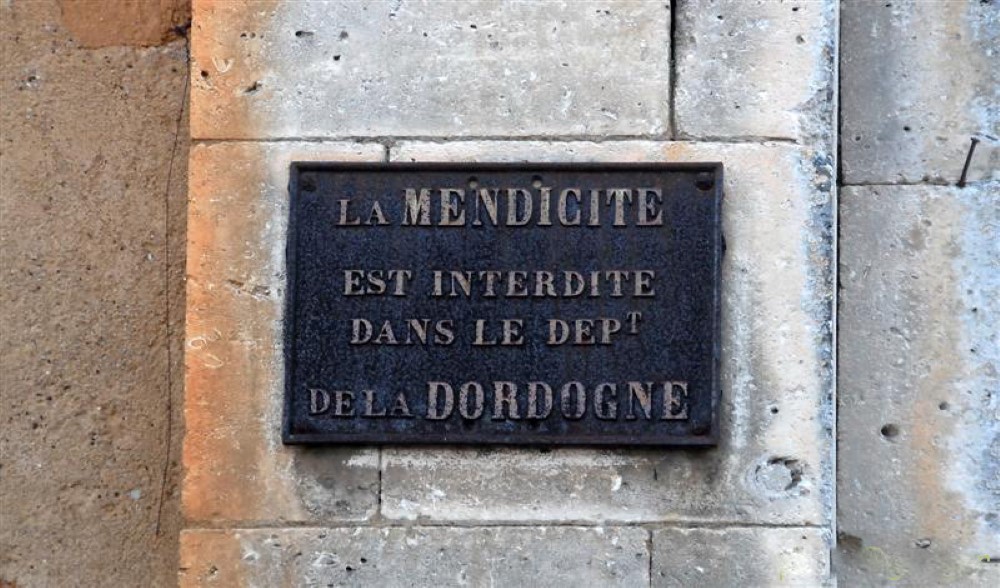 LA MENDICITE
EST INTERDITE
DANS LE DEPT
DE LA DORDOGNE